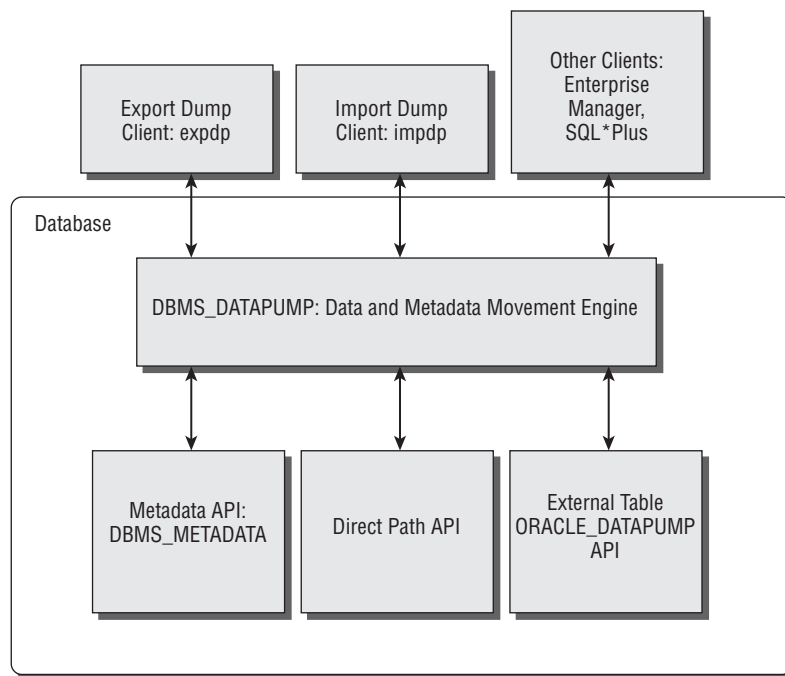 Export Dump
Client: expdp
Import Dump
Client: impdp
Other Clients:
Enterprise
Manager,
SQL*Plus
Database
DBMS_DATAPUMP: Data and Metadata Movement Engine
Metadata API:
DBMS_METADATA
Direct Path API
External Table
ORACLE_DATAPUMP
API